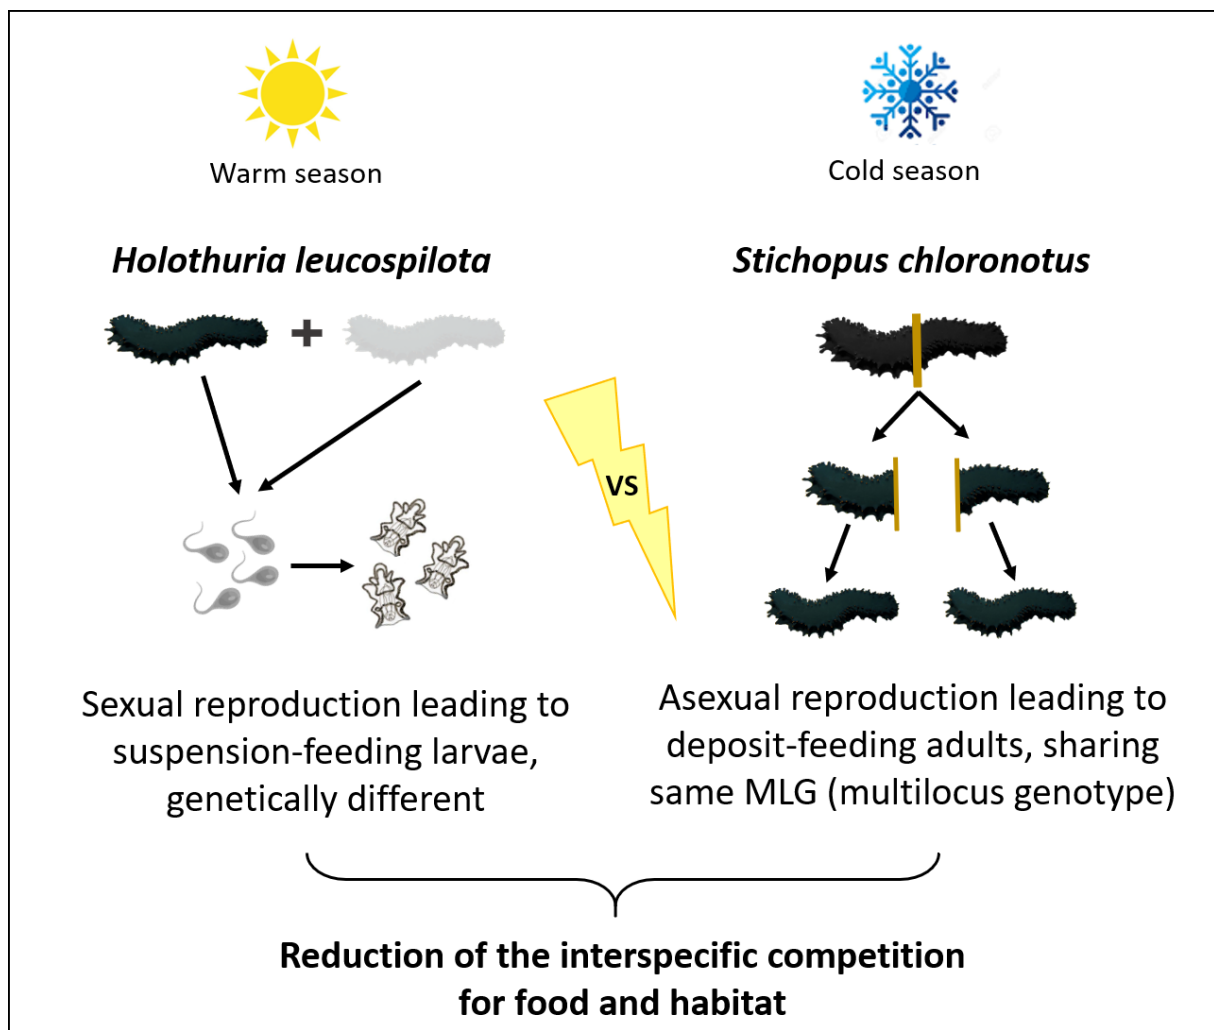 Warm season
Cold season
Holothuria leucospilota
Stichopus chloronotus
+
VS
Sexual reproduction leading to
suspension-feeding larvae,
genetically different
Asexual reproduction leading to
deposit-feeding adults, sharing
same MLG (multilocus genotype)
Reduction of the interspecific competition
for food and habitat